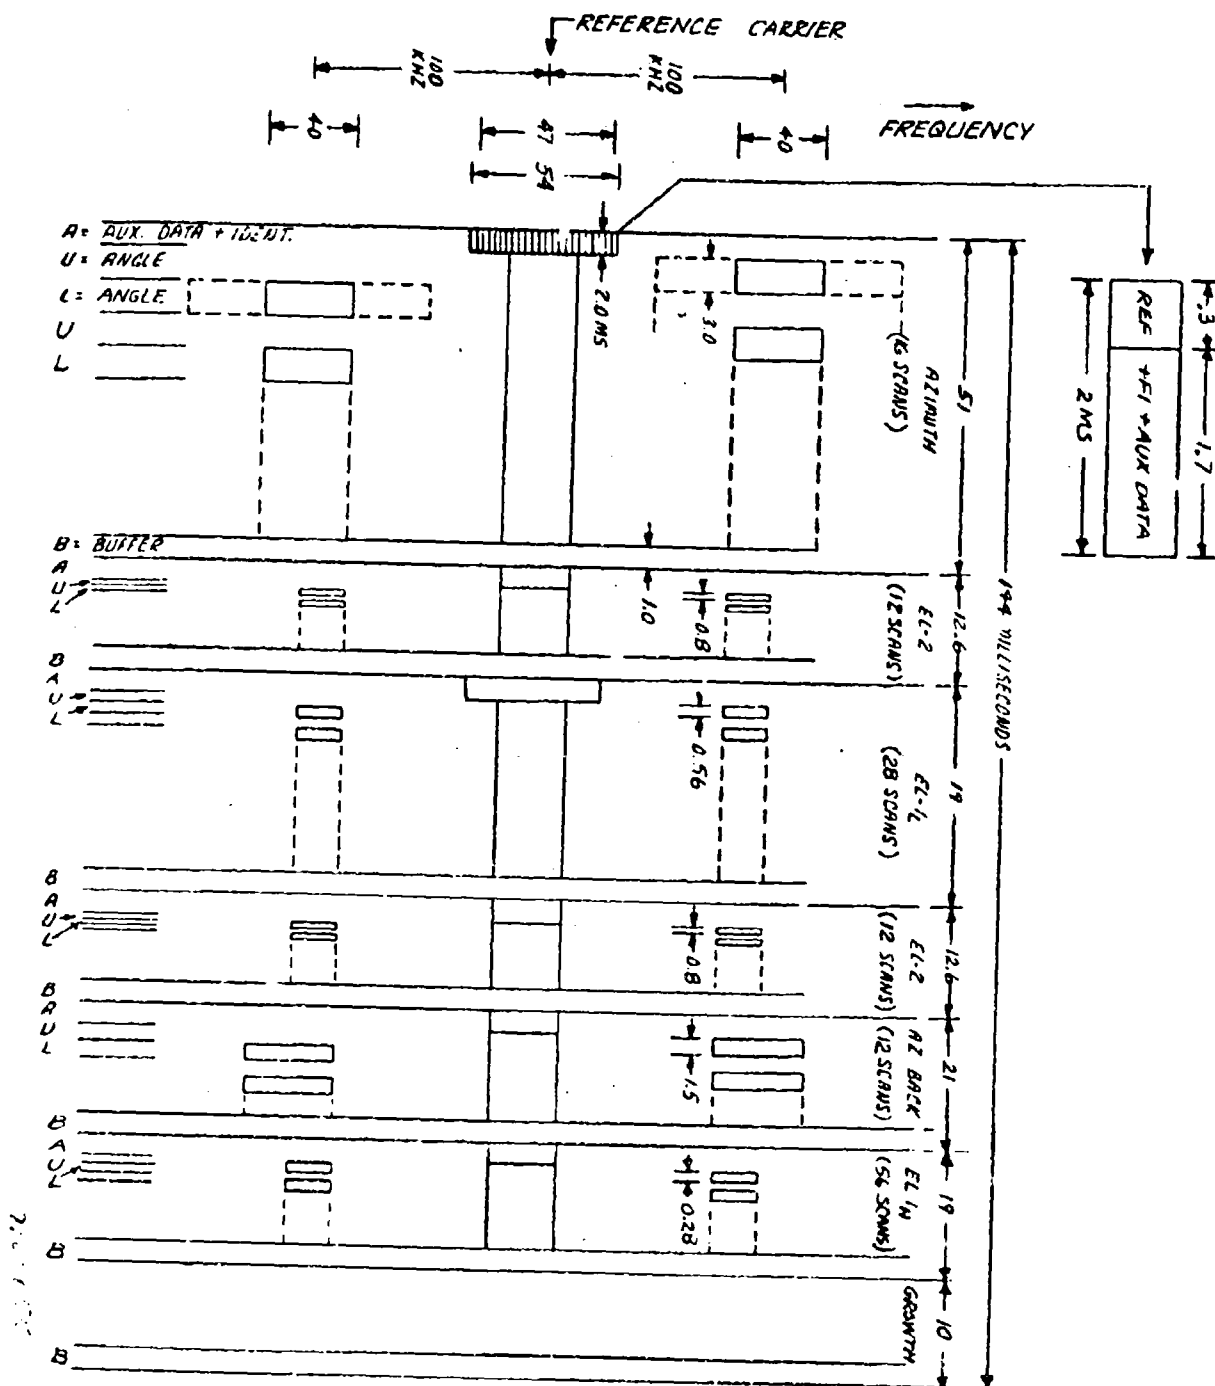 REFERENCE CARRIER
100 KHZ
100 KHZ
FREQUENCY
40
47
54
40
A= AUX. DATA + IDENT.
U= ANGLE
L= ANGLE
U
L
2.0 MS
3.0
(16 SCANS)
AZIMUTH
51
REF
+FI +AUX DATA
2 MS
.3
1.7
B= BUFFER
A
U
L
1.0
0.8
(12 SCANS)
EL-2
12.6
144 MILLISECONDS
B
A
U
L
0.56
(28 SCANS)
EL-1L
19
B
A
U
L
0.8
(12 SCANS)
EL-2
12.6
B
A
U
L
1.5
(12 SCANS)
AZ BACK
21
B
A
U
L
0.28
(56 SCANS)
EL 1H
19
B
GROWTH
10
B